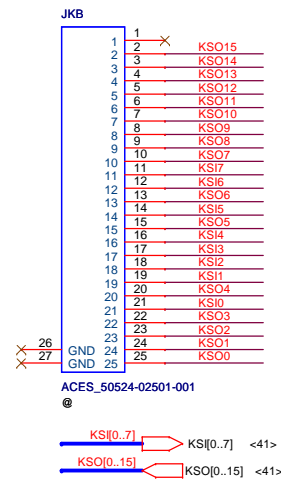 JKB
1 1
2 2 KSO15
3 3 KSO14
4 4 KSO13
5 5 KSO12
6 6 KSO11
7 7 KSO10
8 8 KSO9
9 9 KSO8
10 10 KSO7
11 11 KSI7
12 12 KSI6
13 13 KSO6
14 14 KSI5
15 15 KSO5
16 16 KSI4
17 17 KSI3
18 18 KSI2
19 19 KSI1
20 20 KSO4
21 21 KSI0
22 22 KSO3
23 23 KSO2
26 GND 24 24 KSO1
27 GND 25 25 KSO0
ACES_50524-02501-001
@
KSI[0..7] KSI[0..7] <41>
KSO[0..15] KSO[0..15] <41>